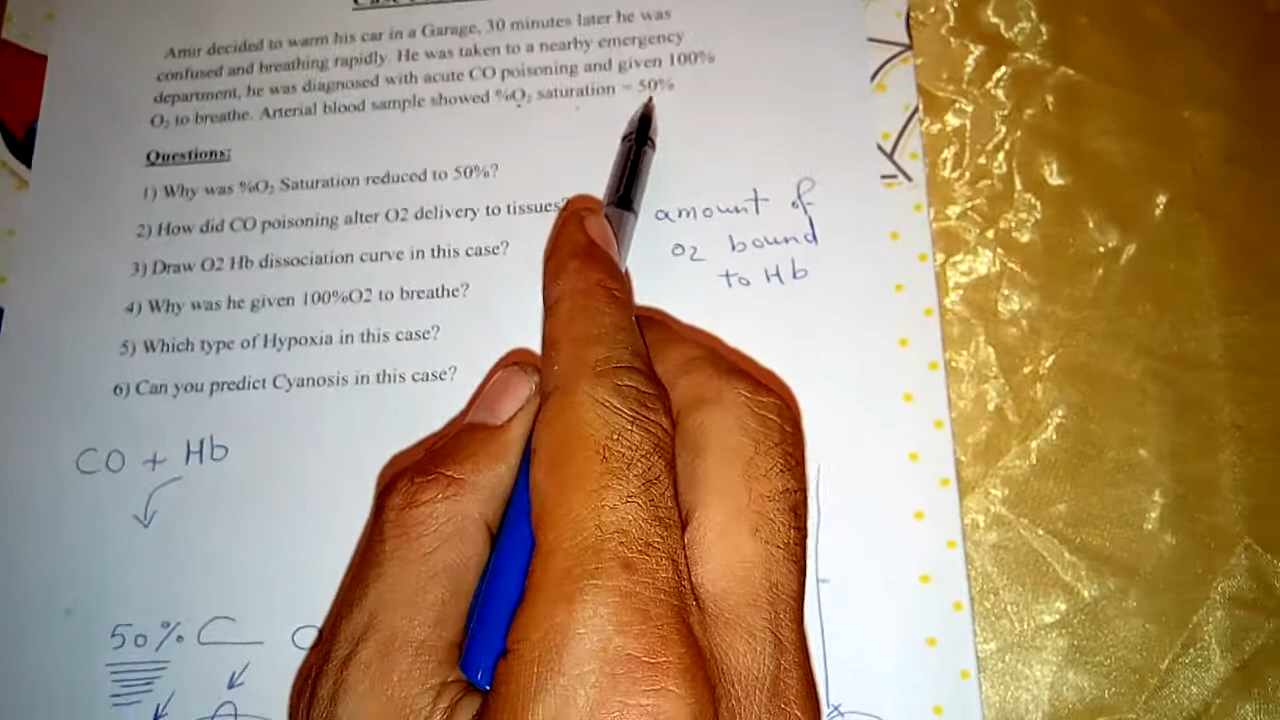 Amir decided to warm his car in a Garage, 30 minutes later he was
confused and breathing rapidly. He was taken to a nearby emergency
department, he was diagnosed with acute CO poisoning and given 100%
O₂ to breathe. Arterial blood sample showed %O₂ saturation = 50%
Questions:
1) Why was %O₂ Saturation reduced to 50%?
2) How did CO poisoning alter O2 delivery to tissues?
3) Draw O2 Hb dissociation curve in this case?
4) Why was he given 100%O2 to breathe?
5) Which type of Hypoxia in this case?
6) Can you predict Cyanosis in this case?
amount of
O2 bound
to Hb
CO + Hb
50%